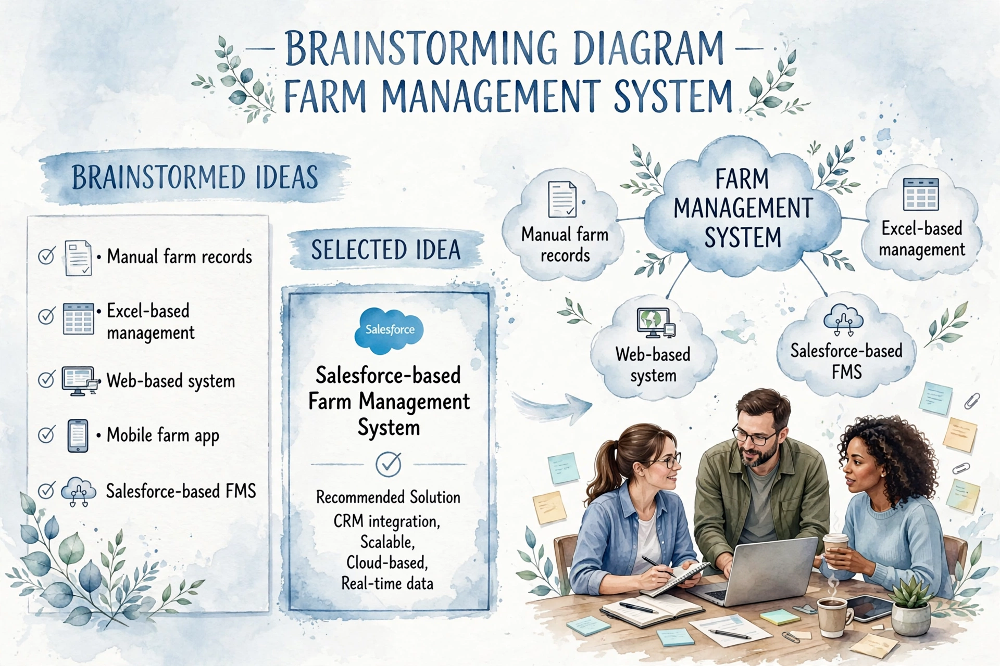 BRAINSTORMING DIAGRAM
FARM MANAGEMENT SYSTEM
BRAINSTORMED IDEAS
• Manual farm records
• Excel-based
management
• Web-based system
• Mobile farm app
Salesforce-based FMS
SELECTED IDEA
Salesforce
Salesforce-based
Farm Management
System
Recommended Solution
CRM integration,
Scalable,
Cloud-based,
Real-time data
FARM
MANAGEMENT
SYSTEM
Manual farm
records
Excel-based
management
Web-based
system
Salesforce-based
FMS